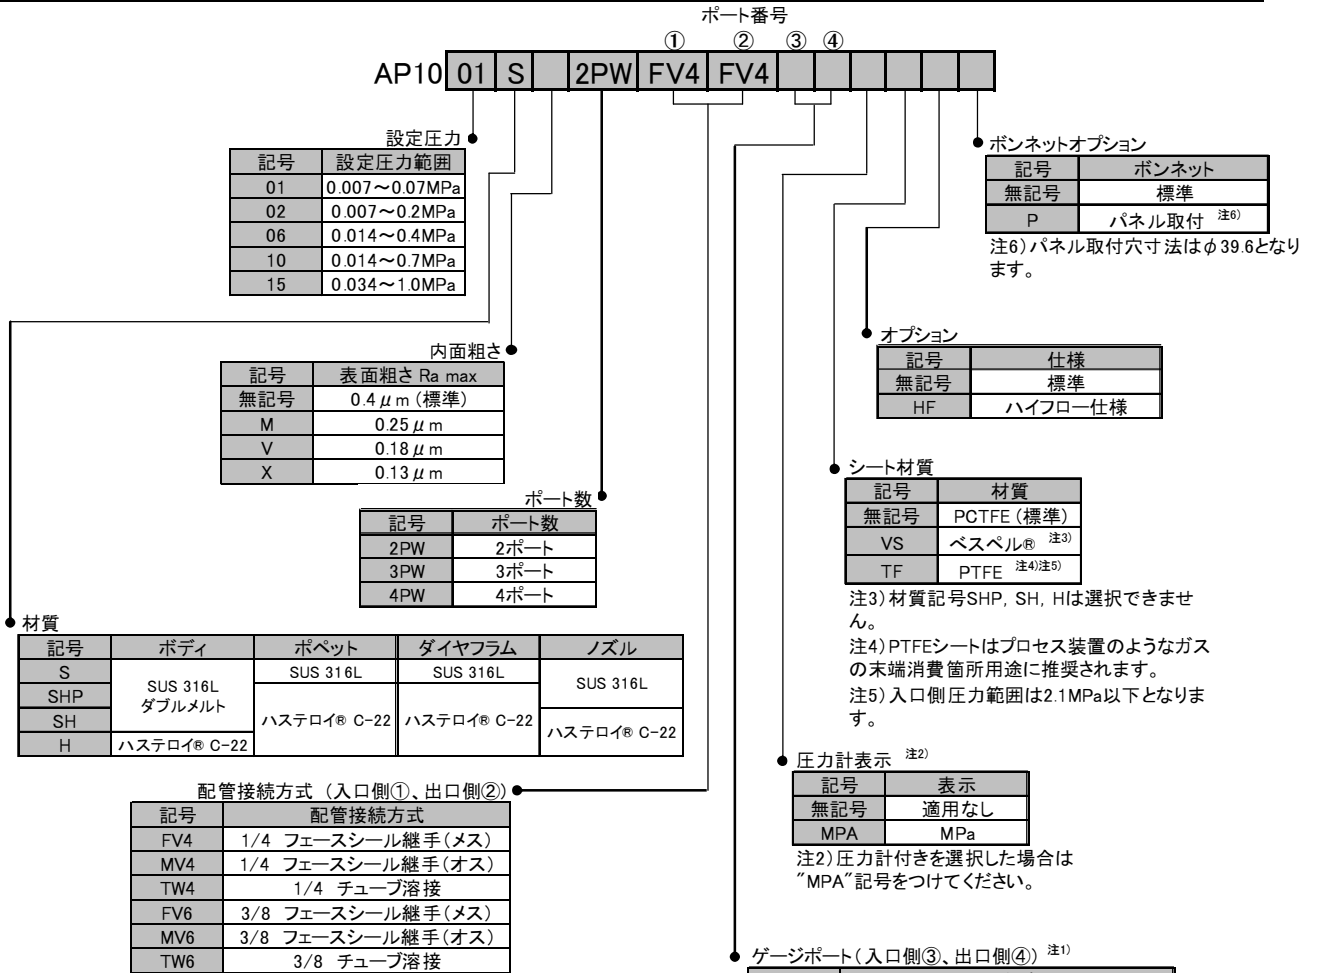 ポート番号
① ② ③ ④
AP10 01 S 2PW FV4 FV4
設定圧力
記号 設定圧力範囲
01 0.007～0.07MPa
02 0.007～0.2MPa
06 0.014～0.4MPa
10 0.014～0.7MPa
15 0.034～1.0MPa
ボンネットオプション
記号 ボンネット
無記号 標準
P パネル取付 注6)
注6)パネル取付穴寸法はφ39.6となり
ます。
内面粗さ
記号 表面粗さ Ra max
無記号 0.4μm(標準)
M 0.25μm
V 0.18μm
X 0.13μm
オプション
記号 仕様
無記号 標準
HF ハイフロー仕様
ポート数
記号 ポート数
2PW 2ポート
3PW 3ポート
4PW 4ポート
シート材質
記号 材質
無記号 PCTFE(標準)
VS ベスペル® 注3)
TF PTFE 注4)注5)
注3)材質記号SHP, SH, Hは選択できませ
ん。
注4)PTFEシートはプロセス装置のようなガス
の末端消費箇所用途に推奨されます。
注5)入口側圧力範囲は2.1MPa以下となりま
す。
材質
記号 ボディ ポペット ダイヤフラム ノズル
S SUS 316L ダブルメルト SUS 316L SUS 316L SUS 316L
SHP ハステロイ® C-22 ハステロイ® C-22
SH ハステロイ® C-22
H ハステロイ® C-22
圧力計表示 注2)
記号 表示
無記号 適用なし
MPA MPa
注2)圧力計付きを選択した場合は
"MPA"記号をつけてください。
配管接続方式 (入口側①、出口側②)
記号 配管接続方式
FV4 1/4 フェースシール継手(メス)
MV4 1/4 フェースシール継手(オス)
TW4 1/4 チューブ溶接
FV6 3/8 フェースシール継手(メス)
MV6 3/8 フェースシール継手(オス)
TW6 3/8 チューブ溶接
ゲージポート(入口側③、出口側④) 注1)